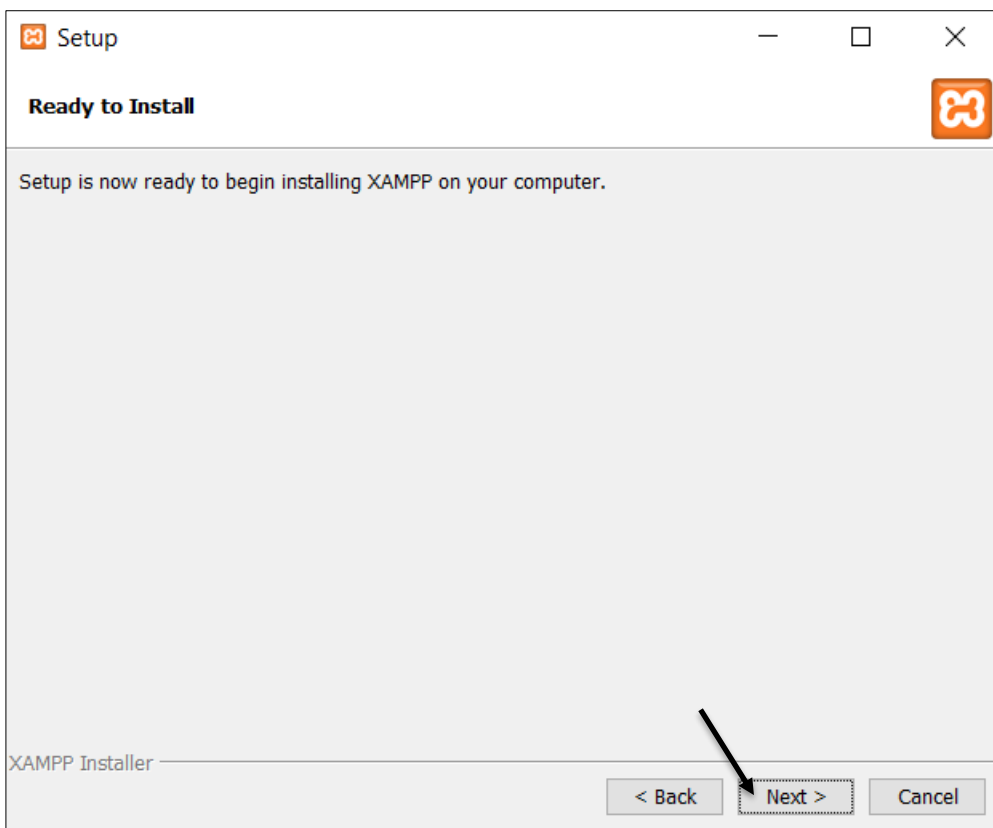 Setup
Ready to Install
Setup is now ready to begin installing XAMPP on your computer.
XAMPP Installer
< Back Next > Cancel